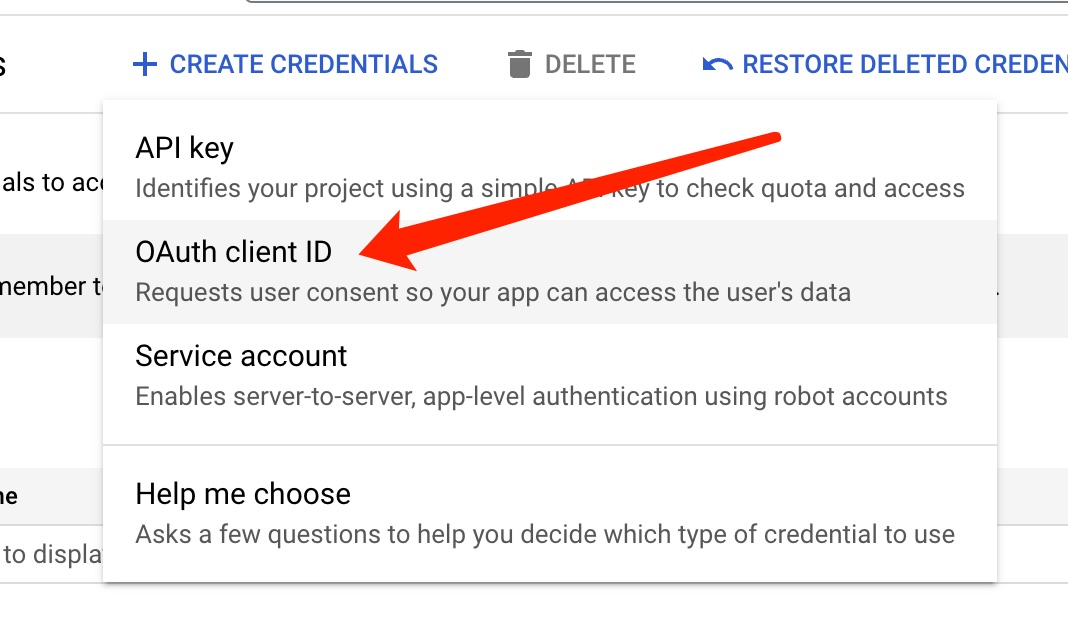 CREATE CREDENTIALS DELETE RESTORE DELETED CREDEN
API key
als to acc
Identifies your project using a simple API key to check quota and access
OAuth client ID
member to
Requests user consent so your app can access the user's data
Service account
Enables server-to-server, app-level authentication using robot accounts
ne
Help me choose
Asks a few questions to help you decide which type of credential to use
to displa